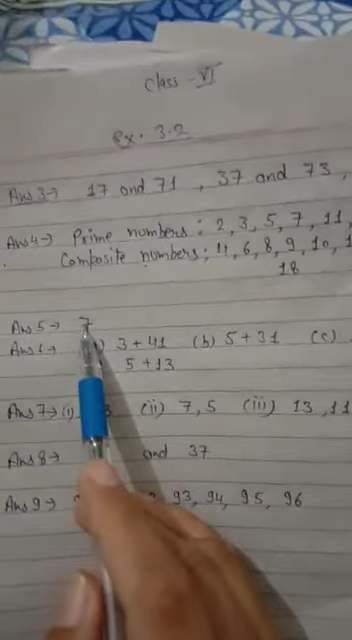 Class - VI
Ex. 3.2
Ans 3→ 17 and 71, 37 and 73,
Ans 4→ Prime numbers: 2, 3, 5, 7, 11,
Composite numbers; 4, 6, 8, 9, 10,
18
Ans 5→ 7
Ans 6→ 3 + 41 (b) 5 + 31 (c)
5 + 13
Ans 7→ (i) 3 (ii) 7, 5 (iii) 13, 11
Ans 8→ and 37
Ans 9→ 93, 94, 95, 96